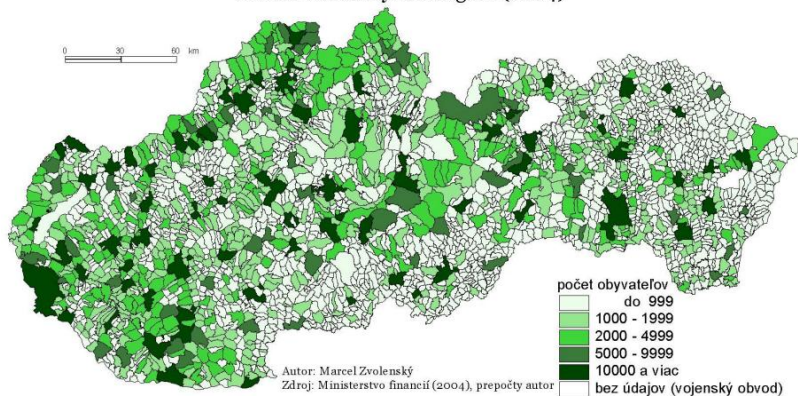 0 30 60 km
počet obyvateľov
do 999
1000 - 1999
2000 - 4999
5000 - 9999
10000 a viac
bez údajov (vojenský obvod)
Autor: Marcel Zvolenský
Zdroj: Ministerstvo financií (2004), prepočty autor